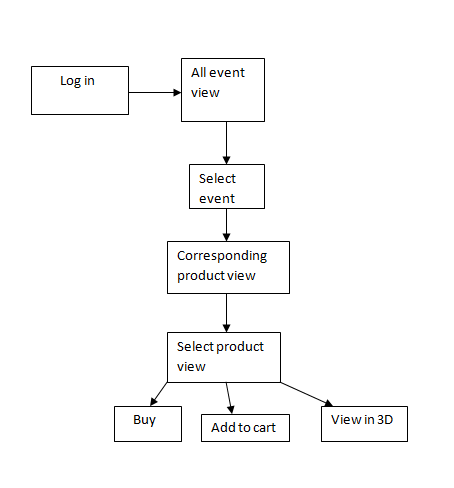 Log in
All event
view
Select
event
Corresponding
product view
Select product
view
Buy
Add to cart
View in 3D